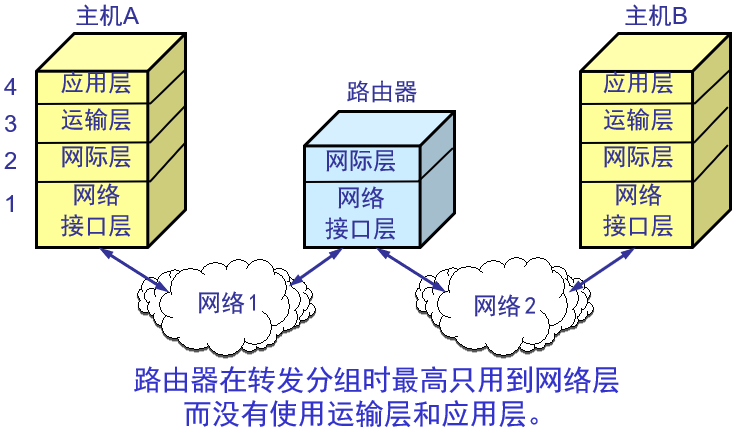 主机A
主机B
路由器
4
应用层
3
运输层
2
网际层
1
网络
接口层
网际层
网络
接口层
应用层
运输层
网际层
网络
接口层
网络1
网络2
路由器在转发分组时最高只用到网络层
而没有使用运输层和应用层。